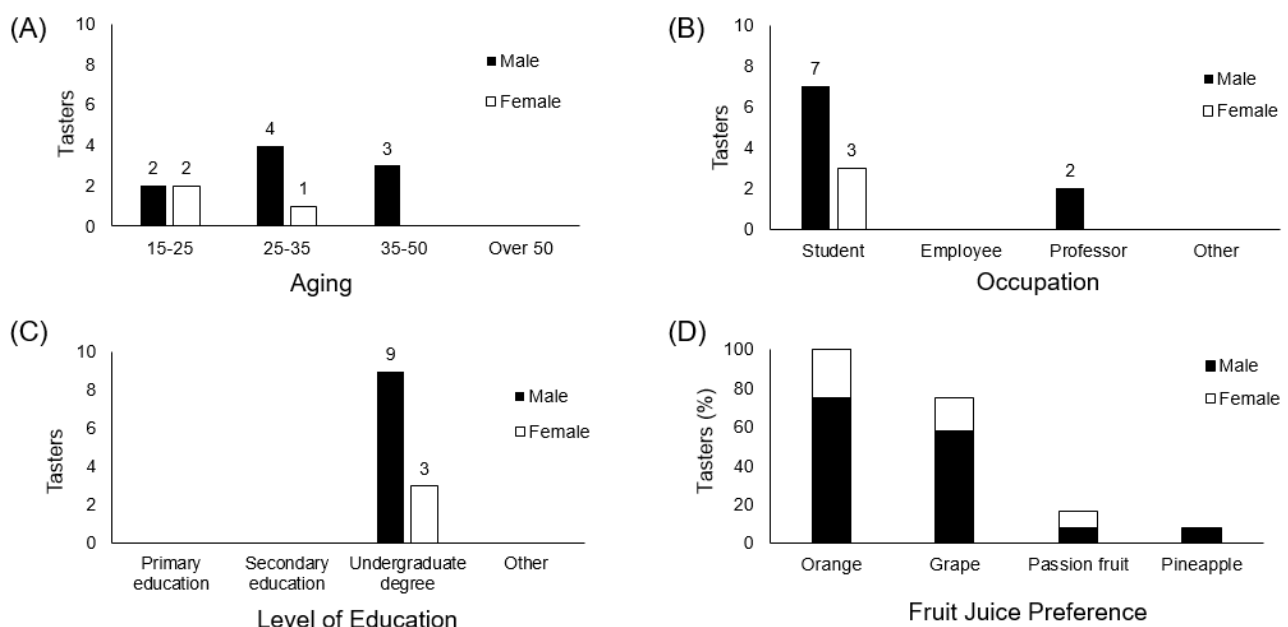 (A)
10
8
6
4
2
0
Tasters
2 2
4
1
3
Male
Female
15-25 25-35 35-50 Over 50
Aging
(B)
10
8
6
4
2
0
Tasters
7
3
2
Male
Female
Student Employee Professor Other
Occupation
(C)
10
8
6
4
2
0
Tasters
9
3
Male
Female
Primary education Secondary education Undergraduate degree Other
Level of Education
(D)
100
80
60
40
20
0
Tasters (%)
Male
Female
Orange Grape Passion fruit Pineapple
Fruit Juice Preference